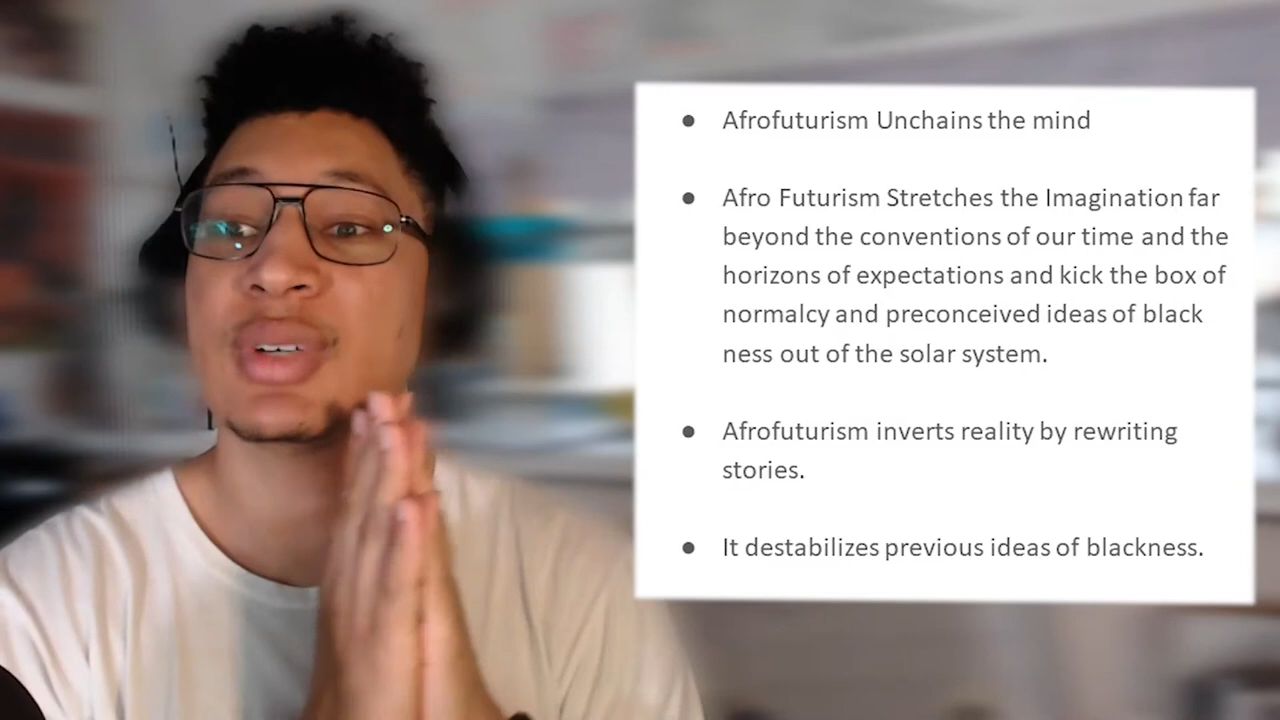 ● Afrofuturism Unchains the mind
● Afro Futurism Stretches the Imagination far
beyond the conventions of our time and the
horizons of expectations and kick the box of
normalcy and preconceived ideas of black
ness out of the solar system.
● Afrofuturism inverts reality by rewriting
stories.
● It destabilizes previous ideas of blackness.